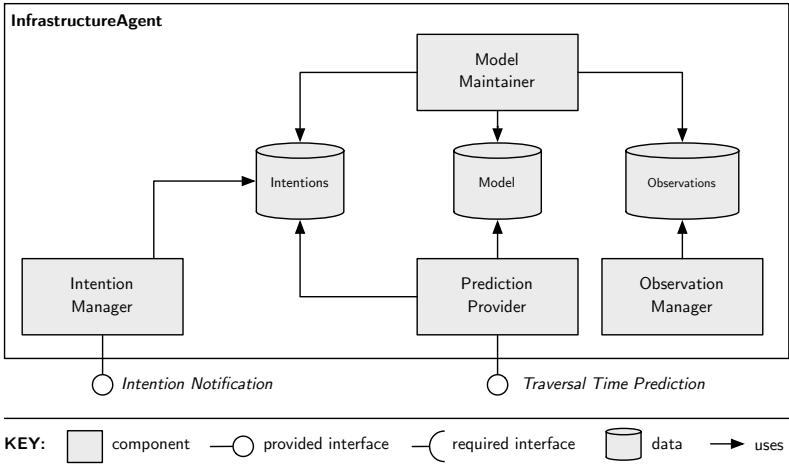 InfrastructureAgent
Model
Maintainer
Intentions
Model
Observations
Intention
Manager
Prediction
Provider
Observation
Manager
Intention Notification
Traversal Time Prediction
KEY: component provided interface required interface data uses